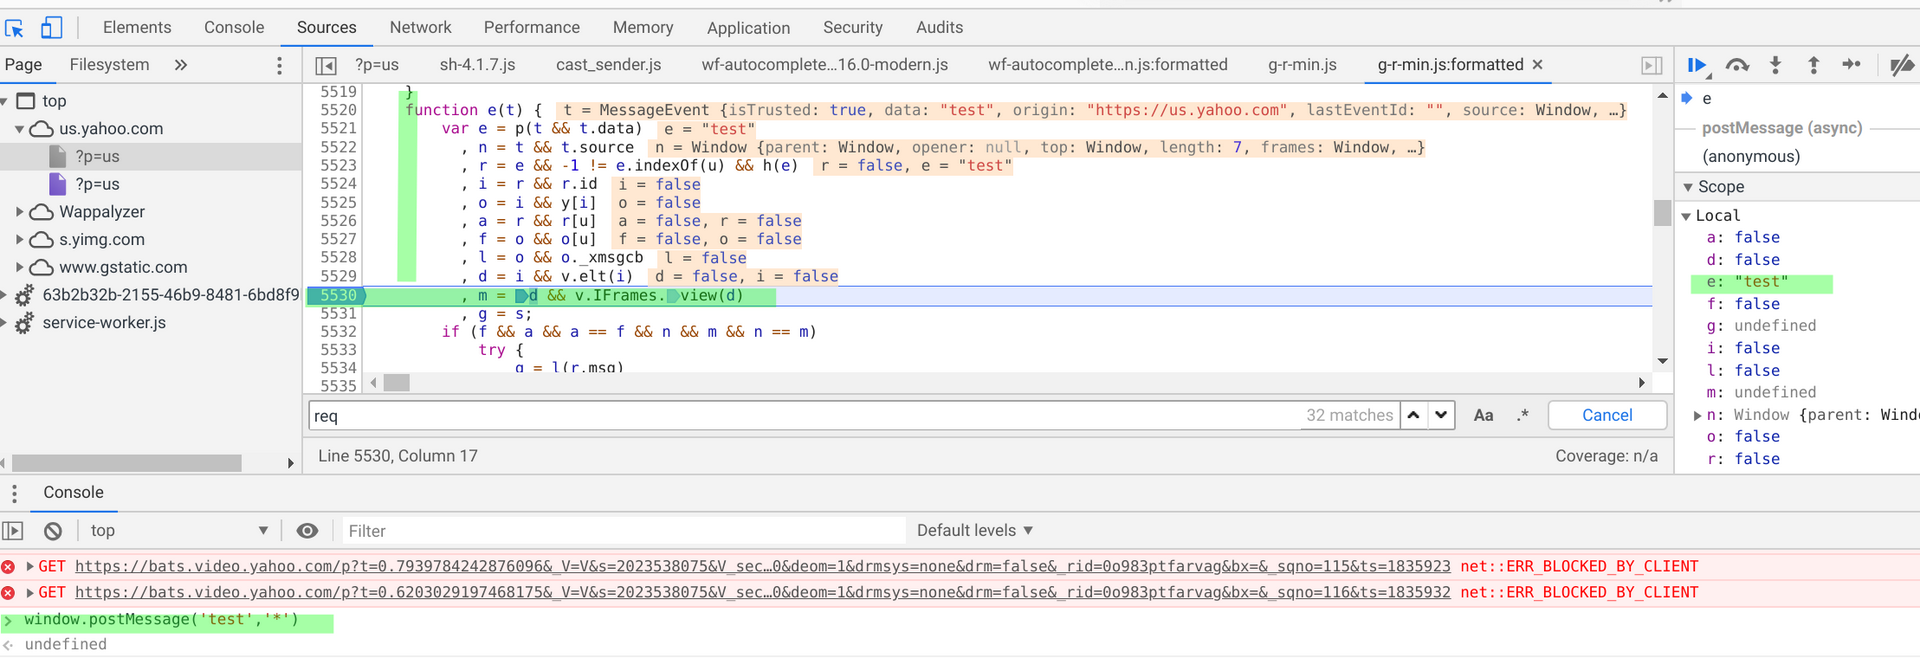 Elements Console Sources Network Performance Memory Application Security Audits
Page Filesystem »
?p=us sh-4.1.7.js cast_sender.js wf-autocomplete…16.0-modern.js wf-autocomplete…n.js:formatted g-r-min.js g-r-min.js:formatted ×
top
us.yahoo.com
?p=us
?p=us
Wappalyzer
s.yimg.com
www.gstatic.com
63b2b32b-2155-46b9-8481-6bd8f9
service-worker.js
5519 }
5520 function e(t) { t = MessageEvent {isTrusted: true, data: "test", origin: "https://us.yahoo.com", lastEventId: "", source: Window, …}
5521 var e = p(t && t.data) e = "test"
5522 , n = t && t.source n = Window {parent: Window, opener: null, top: Window, length: 7, frames: Window, …}
5523 , r = e && -1 != e.indexOf(u) && h(e) r = false, e = "test"
5524 , i = r && r.id i = false
5525 , o = i && y[i] o = false
5526 , a = r && r[u] a = false, r = false
5527 , f = o && o[u] f = false, o = false
5528 , l = o && o._xmsgcb l = false
5529 , d = i && v.elt(i) d = false, i = false
5530 , m = d && v.IFrames.view(d)
5531 , g = s;
5532 if (f && a && a == f && n && m && n == m)
5533 try {
5534 g = l(r.msg)
5535
req 32 matches Aa .* Cancel
Line 5530, Column 17 Coverage: n/a
e
postMessage (async)
(anonymous)
Scope
Local
a: false
d: false
e: "test"
f: false
g: undefined
i: false
l: false
m: undefined
n: Window {parent: Wind
o: false
r: false
Console
top Filter Default levels
GET https://bats.video.yahoo.com/p?t=0.7939784242876096&_V=V&s=2023538075&V_sec…0&deom=1&drmsys=none&drm=false&_rid=0o983ptfarvag&bx=&_sqno=115&ts=1835923 net::ERR_BLOCKED_BY_CLIENT
GET https://bats.video.yahoo.com/p?t=0.6203029197468175&_V=V&s=2023538075&V_sec…0&deom=1&drmsys=none&drm=false&_rid=0o983ptfarvag&bx=&_sqno=116&ts=1835932 net::ERR_BLOCKED_BY_CLIENT
> window.postMessage('test','*')
undefined